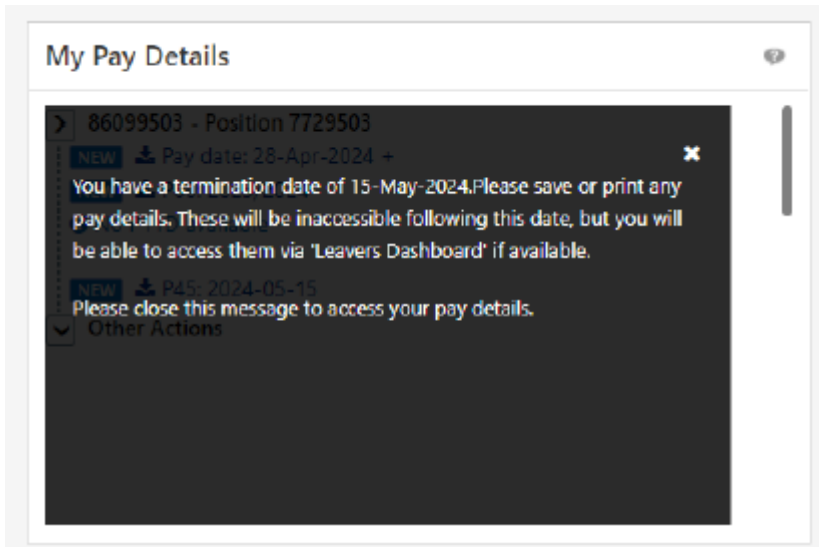 My Pay Details
86099503 - Position 7729503
NEW Pay date: 28-Apr-2024 +
You have a termination date of 15-May-2024.Please save or print any
pay details. These will be inaccessible following this date, but you will
be able to access them via 'Leavers Dashboard' if available.
NEW P45: 2024-05-15
Please close this message to access your pay details.
Other Actions